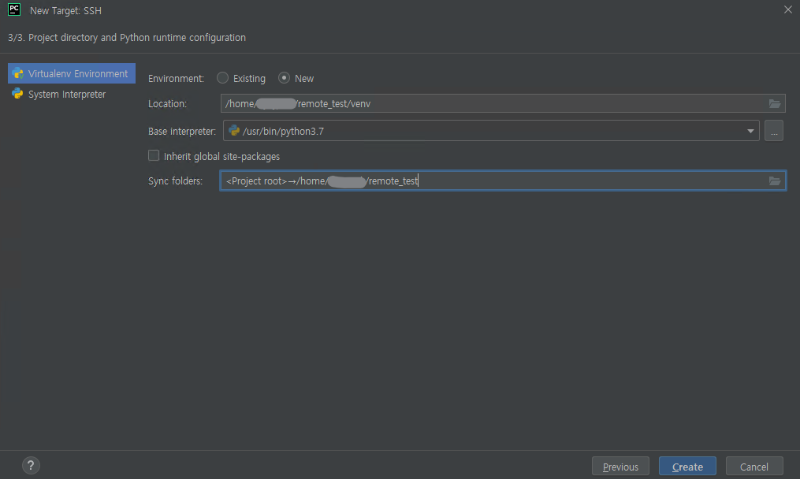 PC
New Target: SSH
3/3. Project directory and Python runtime configuration
Virtualenv Environment
System Interpreter
Environment: Existing New
Location: /home/ /remote_test/venv
Base interpreter: /usr/bin/python3.7 ...
Inherit global site-packages
Sync folders: <Project root>→/home/ /remote_test
? Previous Create Cancel